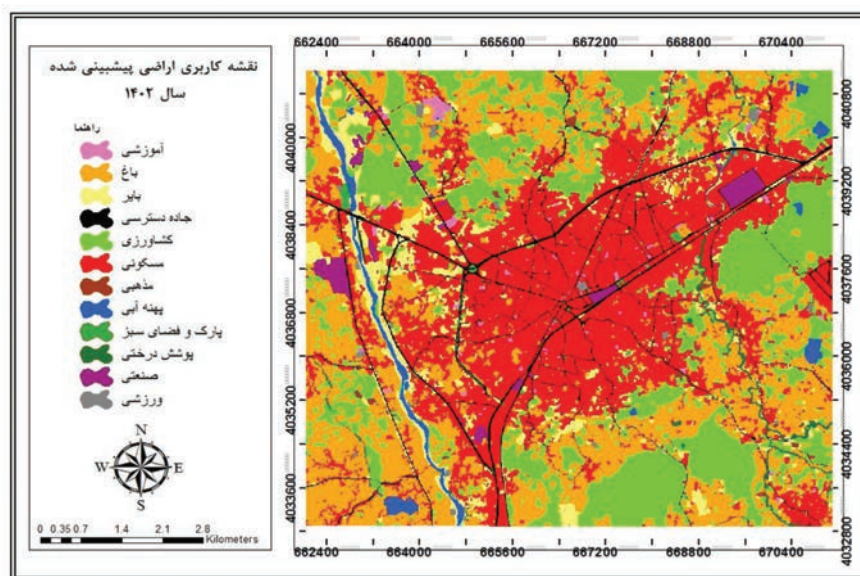 نقشه کاربری اراضی پیشبینی شده
سال ۱۴۰۲
راهنما
آموزشی
باغ
بایر
جاده دسترسی
کشاورزی
مسکونی
مذهبی
پهنه آبی
پارک و فضای سبز
پوشش درختی
صنعتی
ورزشی
N
W E
S
0 0.35 0.7 1.4 2.1 2.8
Kilometers
662400 664000 665600 667200 668800 670400
4040000
4038400
4036800
4035200
4033600
4040800
4039200
4037600
4036000
4034400
4032800
662400 664000 665600 667200 668800 670400